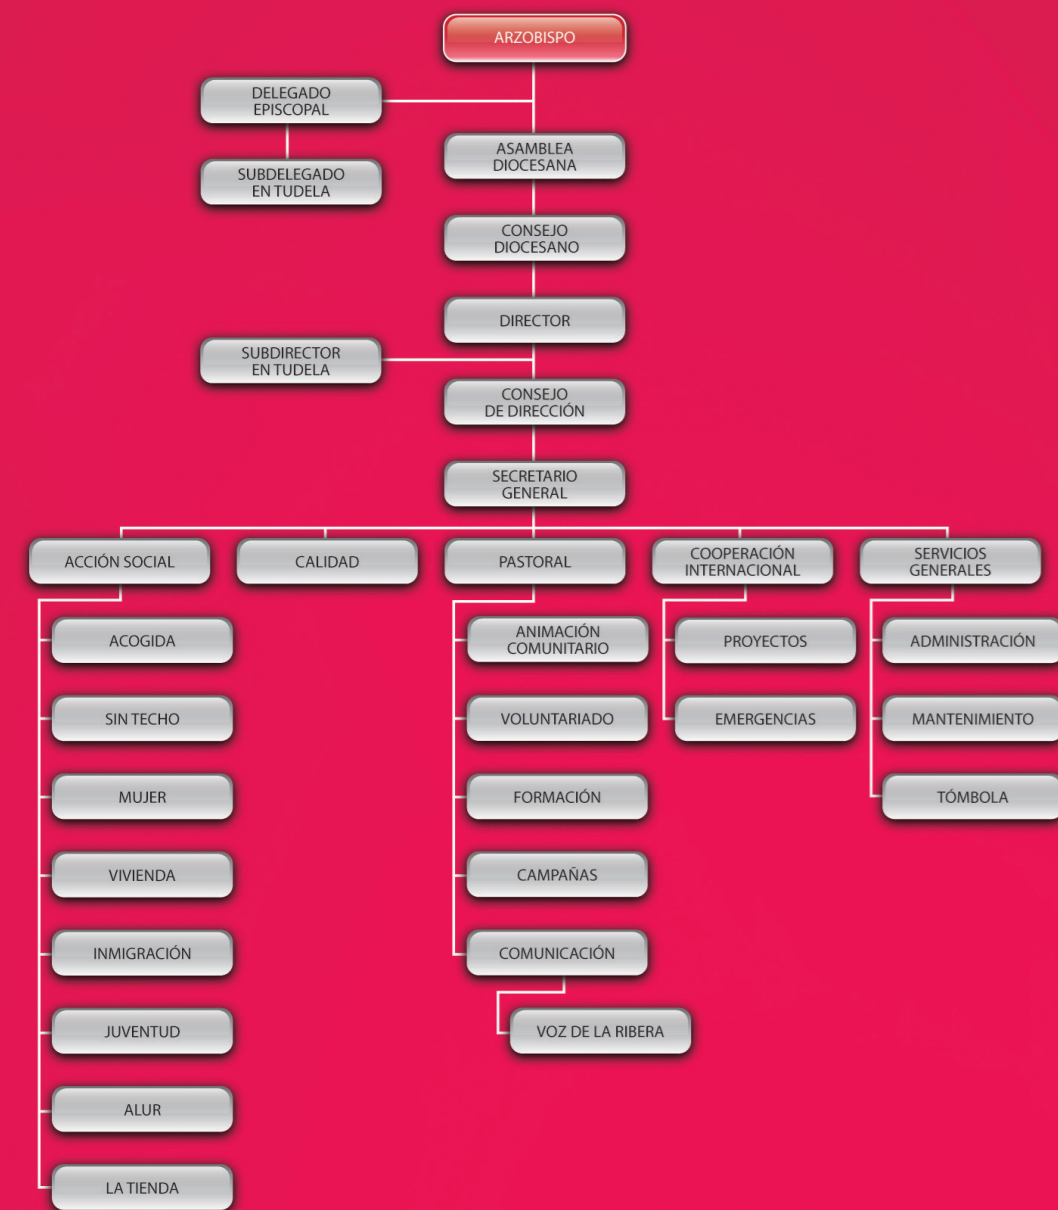 ARZOBISPO
DELEGADO
EPISCOPAL
SUBDELEGADO
EN TUDELA
ASAMBLEA
DIOCESANA
CONSEJO
DIOCESANO
DIRECTOR
SUBDIRECTOR
EN TUDELA
CONSEJO
DE DIRECCIÓN
SECRETARIO
GENERAL
ACCIÓN SOCIAL
ACOGIDA
SIN TECHO
MUJER
VIVIENDA
INMIGRACIÓN
JUVENTUD
ALUR
LA TIENDA
CALIDAD
PASTORAL
ANIMACIÓN
COMUNITARIO
VOLUNTARIADO
FORMACIÓN
CAMPAÑAS
COMUNICACIÓN
VOZ DE LA RIBERA
COOPERACIÓN
INTERNACIONAL
PROYECTOS
EMERGENCIAS
SERVICIOS
GENERALES
ADMINISTRACIÓN
MANTENIMIENTO
TÓMBOLA